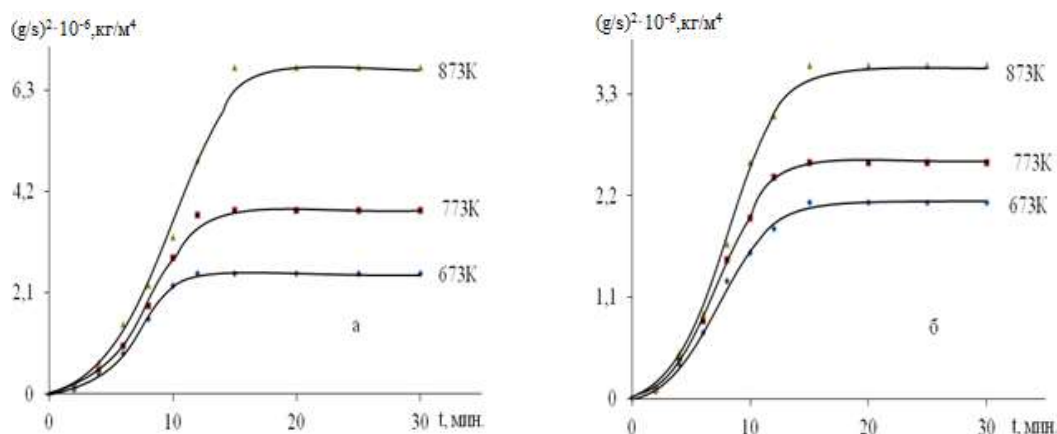 (g/s)²·10⁻⁶,кг/м⁴
873К
6,3
4,2
773К
673К
2,1
а
0
0
10
20
30
t, мин.
(g/s)²·10⁻⁶,кг/м⁴
873К
3,3
773К
2,2
673К
1,1
б
0
0
10
20
30
t, мин.